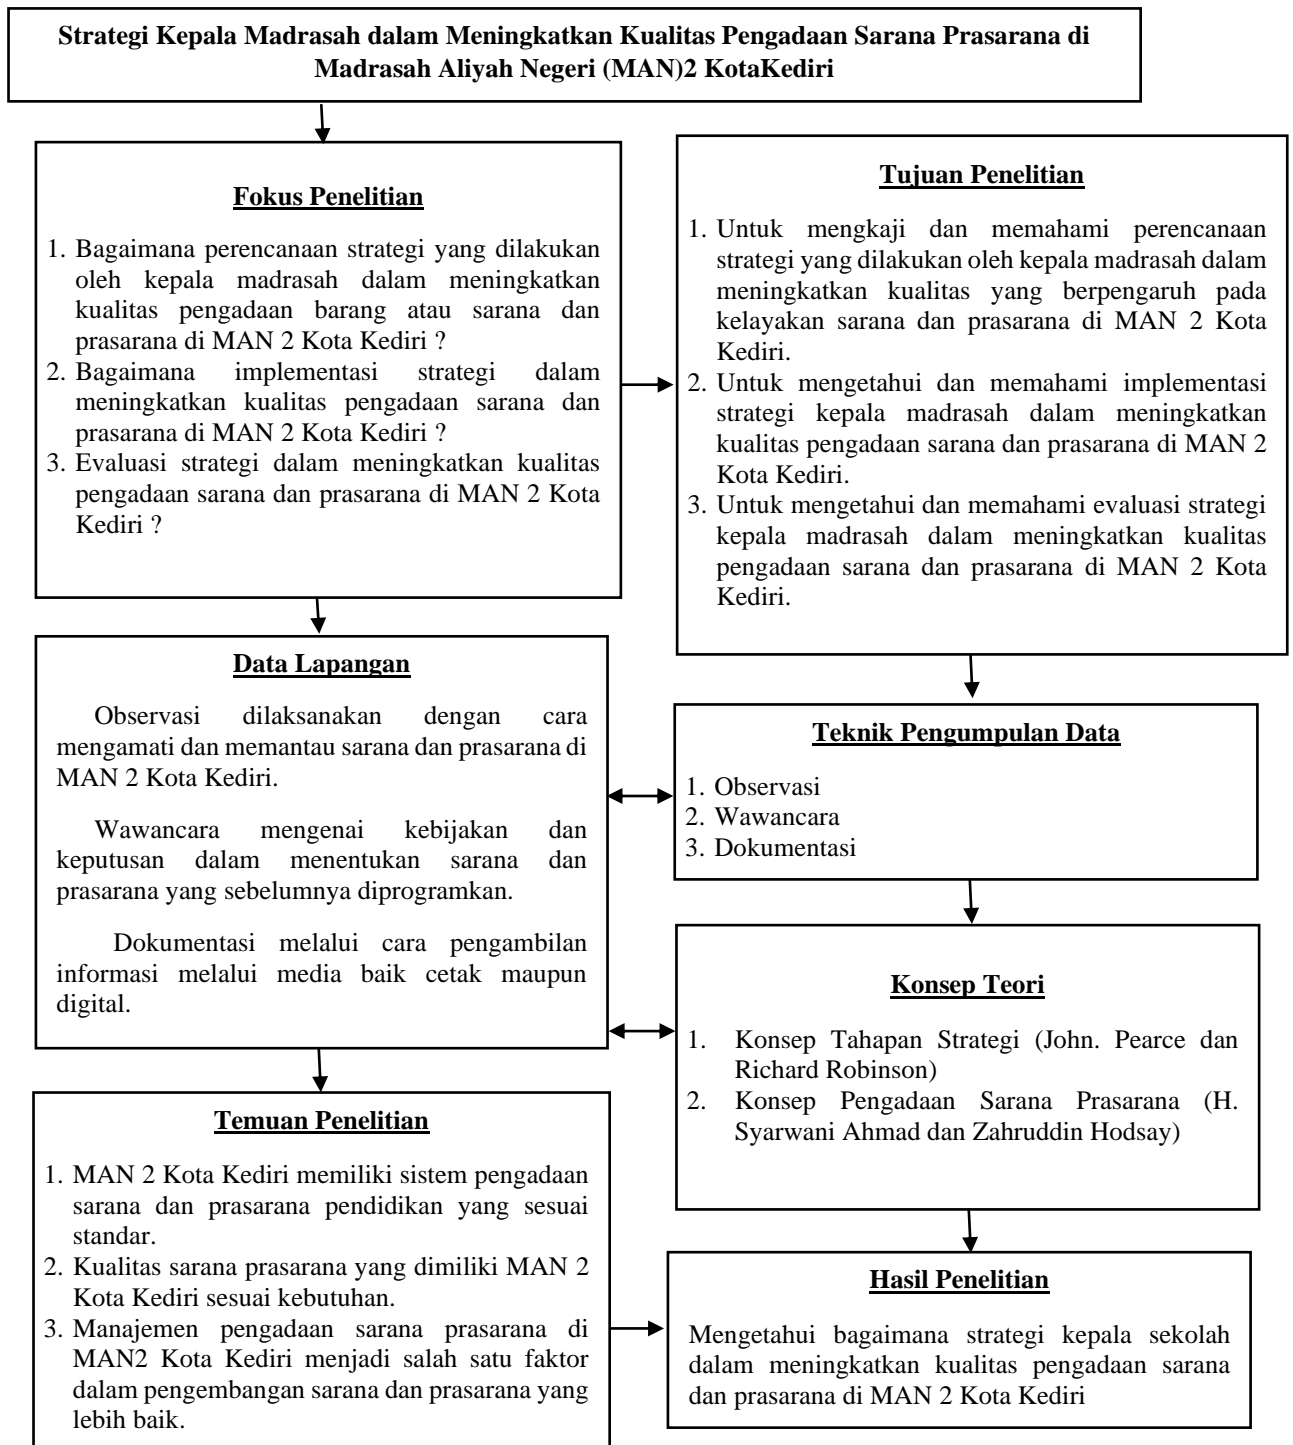 Strategi Kepala Madrasah dalam Meningkatkan Kualitas Pengadaan Sarana Prasarana di
Madrasah Aliyah Negeri (MAN)2 KotaKediri
Fokus Penelitian
1. Bagaimana perencanaan strategi yang dilakukan
oleh kepala madrasah dalam meningkatkan
kualitas pengadaan barang atau sarana dan
prasarana di MAN 2 Kota Kediri ?
2. Bagaimana implementasi strategi dalam
meningkatkan kualitas pengadaan sarana dan
prasarana di MAN 2 Kota Kediri ?
3. Evaluasi strategi dalam meningkatkan kualitas
pengadaan sarana dan prasarana di MAN 2 Kota
Kediri ?
Tujuan Penelitian
1. Untuk mengkaji dan memahami perencanaan
strategi yang dilakukan oleh kepala madrasah dalam
meningkatkan kualitas yang berpengaruh pada
kelayakan sarana dan prasarana di MAN 2 Kota
Kediri.
2. Untuk mengetahui dan memahami implementasi
strategi kepala madrasah dalam meningkatkan
kualitas pengadaan sarana dan prasarana di MAN 2
Kota Kediri.
3. Untuk mengetahui dan memahami evaluasi strategi
kepala madrasah dalam meningkatkan kualitas
pengadaan sarana dan prasarana di MAN 2 Kota
Kediri.
Data Lapangan
Observasi dilaksanakan dengan cara
mengamati dan memantau sarana dan prasarana di
MAN 2 Kota Kediri.
Wawancara mengenai kebijakan dan
keputusan dalam menentukan sarana dan
prasarana yang sebelumnya diprogramkan.
Dokumentasi melalui cara pengambilan
informasi melalui media baik cetak maupun
digital.
Teknik Pengumpulan Data
1. Observasi
2. Wawancara
3. Dokumentasi
Konsep Teori
1. Konsep Tahapan Strategi (John. Pearce dan
Richard Robinson)
2. Konsep Pengadaan Sarana Prasarana (H.
Syarwani Ahmad dan Zahruddin Hodsay)
Temuan Penelitian
1. MAN 2 Kota Kediri memiliki sistem pengadaan
sarana dan prasarana pendidikan yang sesuai
standar.
2. Kualitas sarana prasarana yang dimiliki MAN 2
Kota Kediri sesuai kebutuhan.
3. Manajemen pengadaan sarana prasarana di
MAN2 Kota Kediri menjadi salah satu faktor
dalam pengembangan sarana dan prasarana yang
lebih baik.
Hasil Penelitian
Mengetahui bagaimana strategi kepala sekolah
dalam meningkatkan kualitas pengadaan sarana
dan prasarana di MAN 2 Kota Kediri